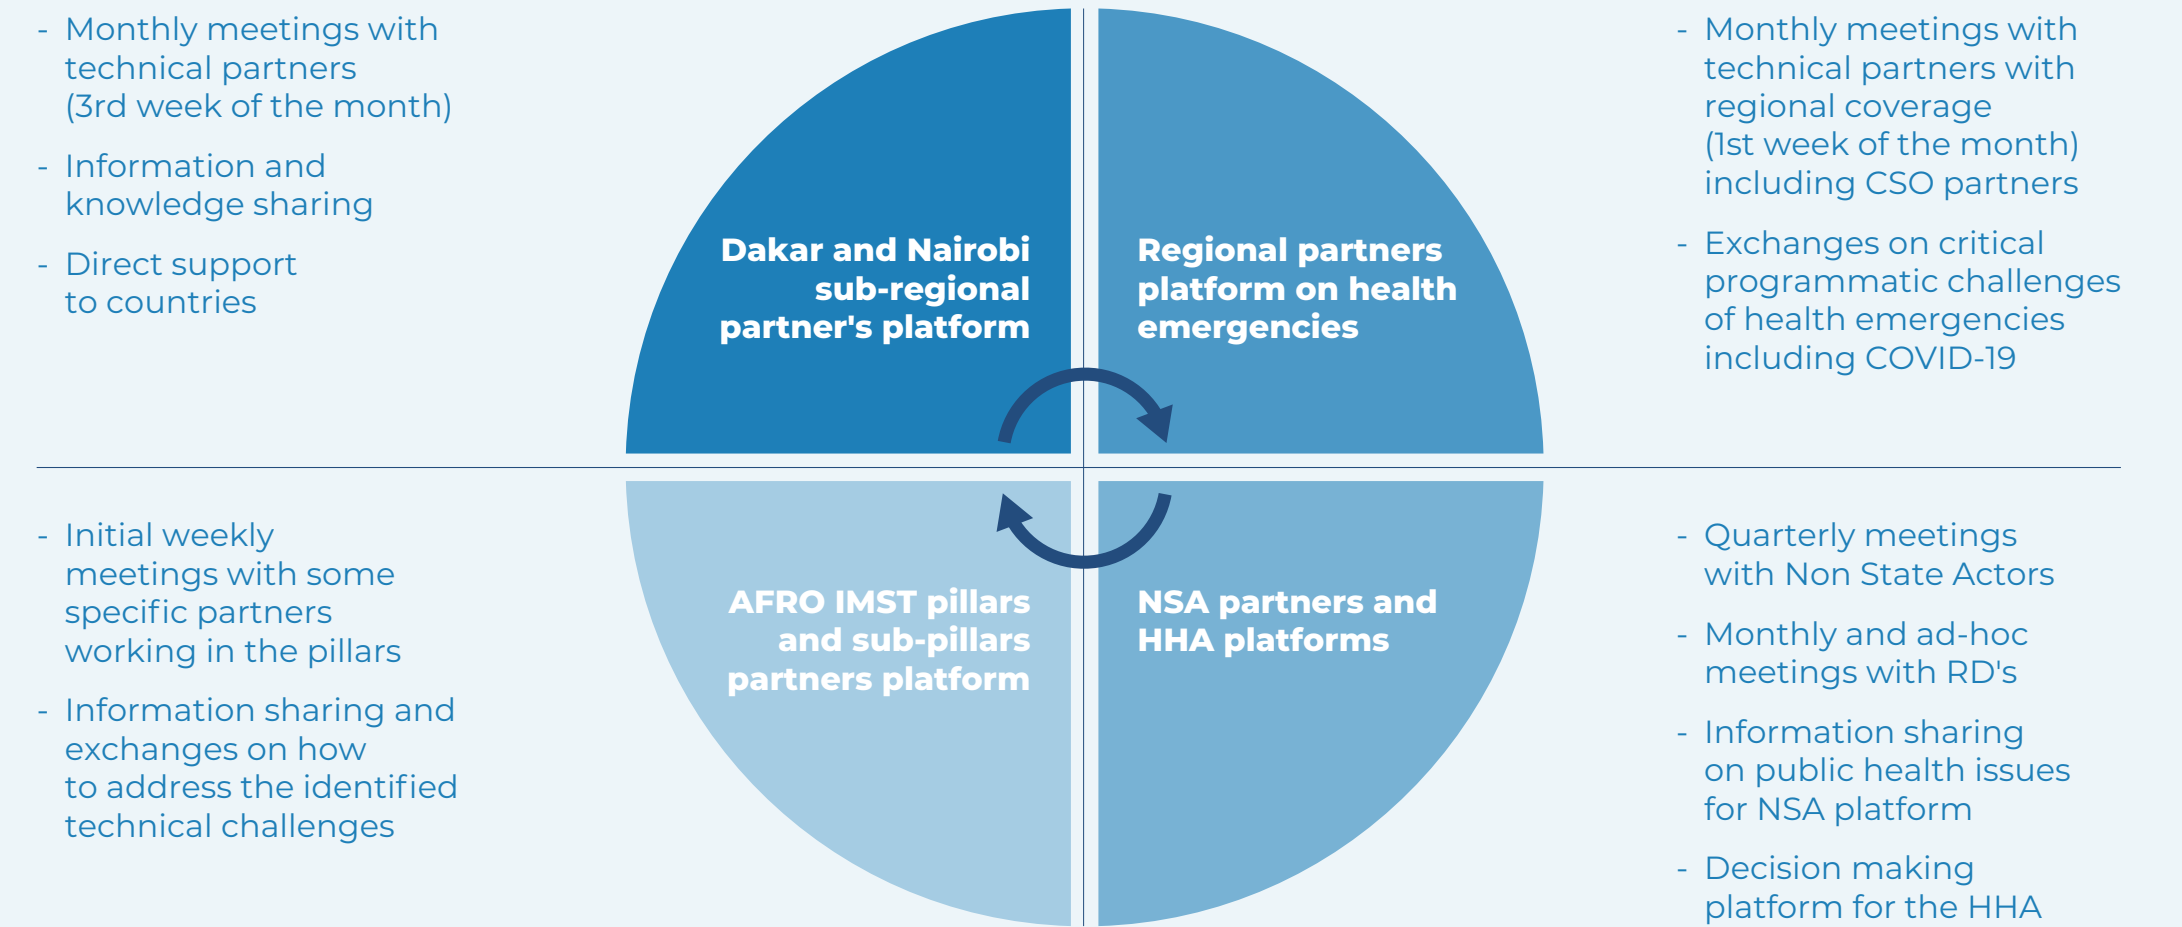 - Monthly meetings with
technical partners
(3rd week of the month)
- Information and
knowledge sharing
- Direct support
to countries
Dakar and Nairobi
sub-regional
partner's platform
Regional partners
platform on health
emergencies
- Monthly meetings with
technical partners with
regional coverage
(1st week of the month)
including CSO partners
- Exchanges on critical
programmatic challenges
of health emergencies
including COVID-19
- Initial weekly
meetings with some
specific partners
working in the pillars
- Information sharing and
exchanges on how
to address the identified
technical challenges
AFRO IMST pillars
and sub-pillars
partners platform
NSA partners and
HHA platforms
- Quarterly meetings
with Non State Actors
- Monthly and ad-hoc
meetings with RD's
- Information sharing
on public health issues
for NSA platform
- Decision making
platform for the HHA